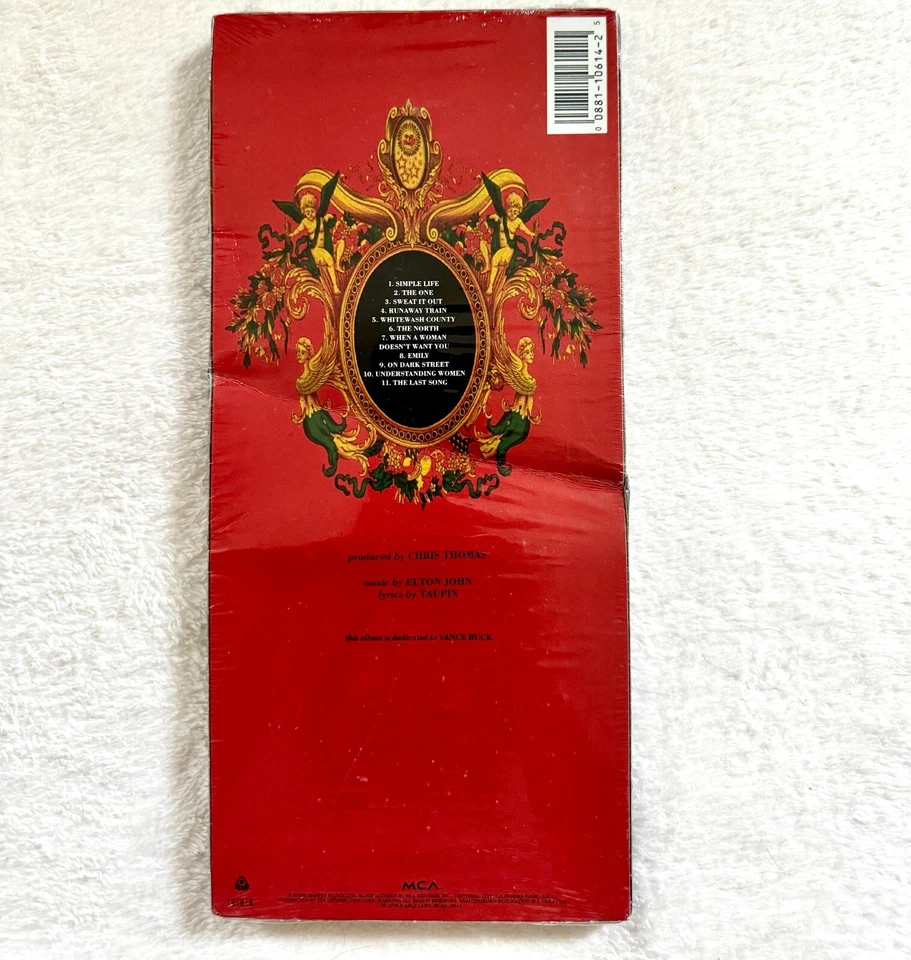 0 0881-10614-2 5
1. SIMPLE LIFE
2. THE ONE
3. SWEAT IT OUT
4. RUNAWAY TRAIN
5. WHITEWASH COUNTY
6. THE NORTH
7. WHEN A WOMAN
DOESN'T WANT YOU
8. EMILY
9. ON DARK STREET
10. UNDERSTANDING WOMEN
11. THE LAST SONG
produced by CHRIS THOMAS
music by ELTON JOHN
lyrics by TAUPIN
this album is dedicated to VANCE BUCK
MCA